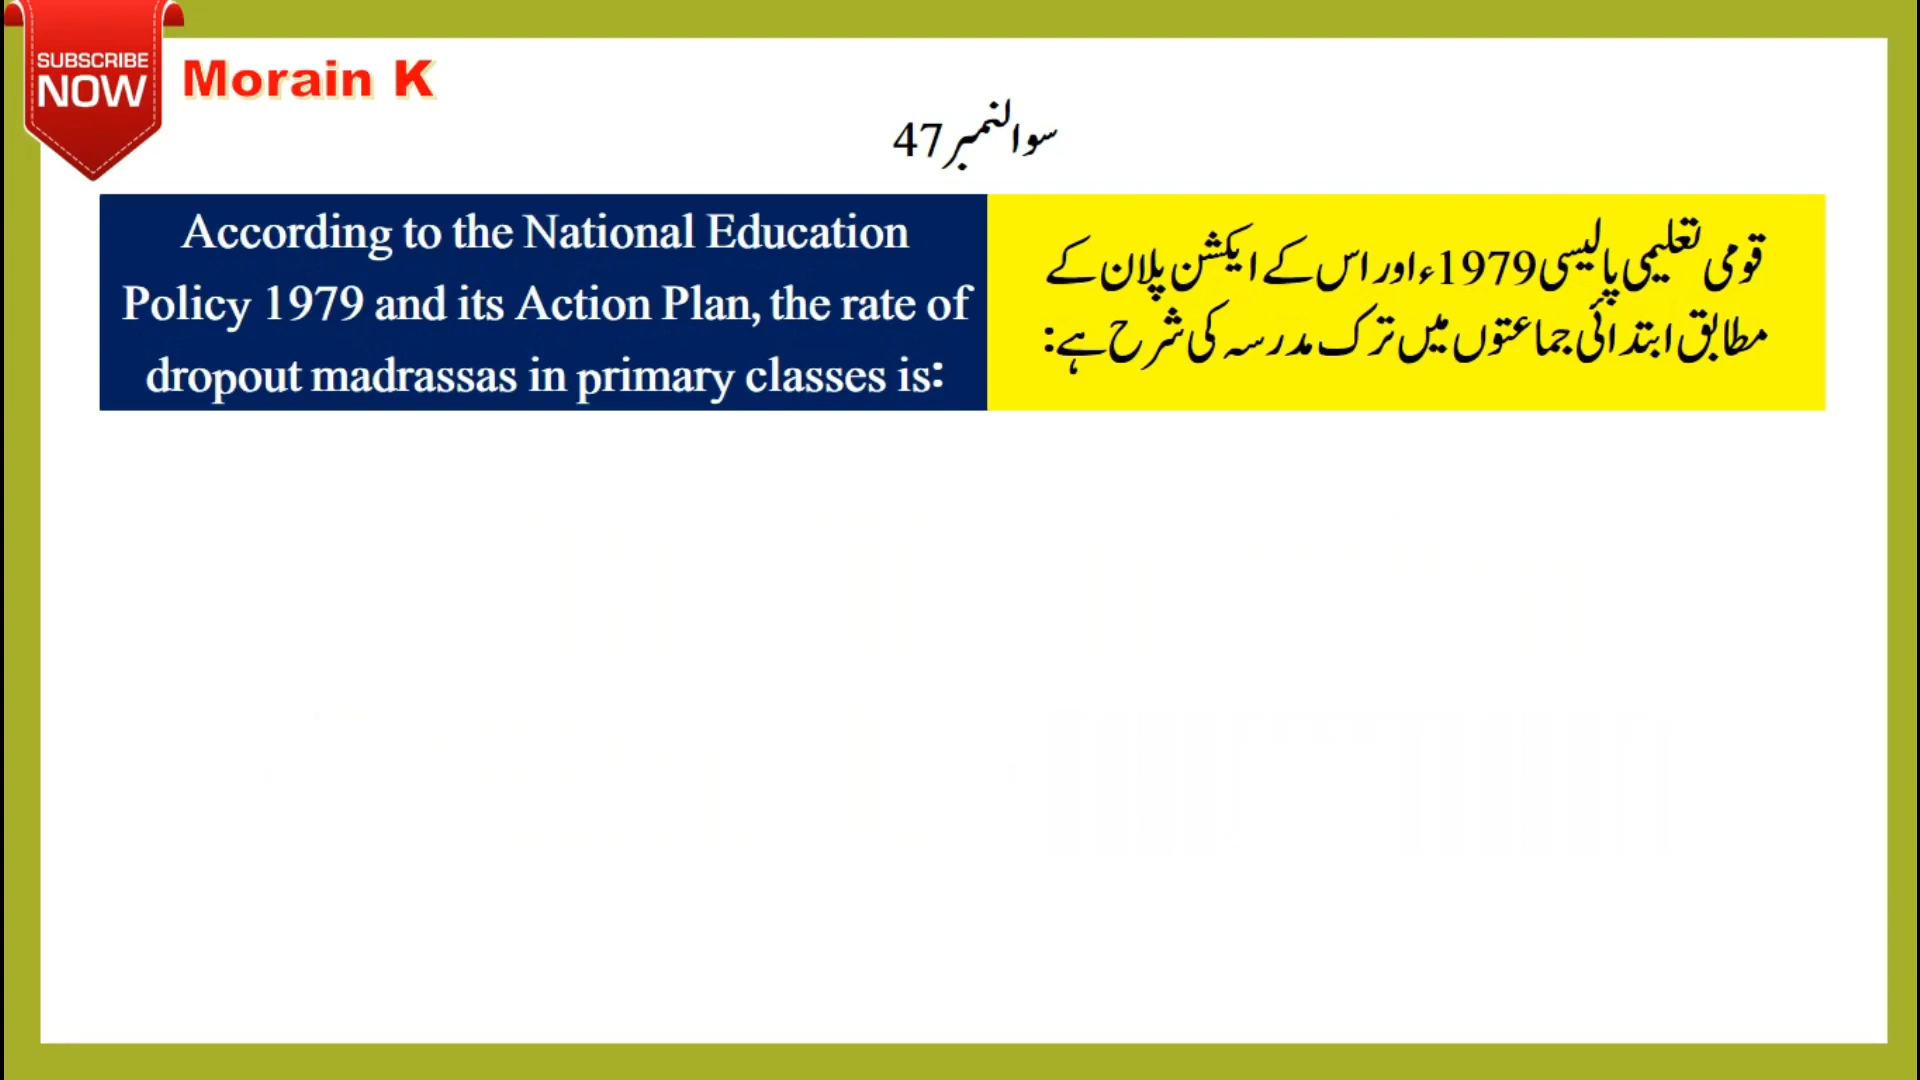 SUBSCRIBE
NOW
Morain K
سوالنمبر 47
According to the National Education
Policy 1979 and its Action Plan, the rate of
dropout madrassas in primary classes is:
قومی تعلیمی پالیسی 1979ء اور اس کے ایکشن پلان کے
مطابق ابتدائی جماعتوں میں ترک مدرسہ کی شرح ہے: